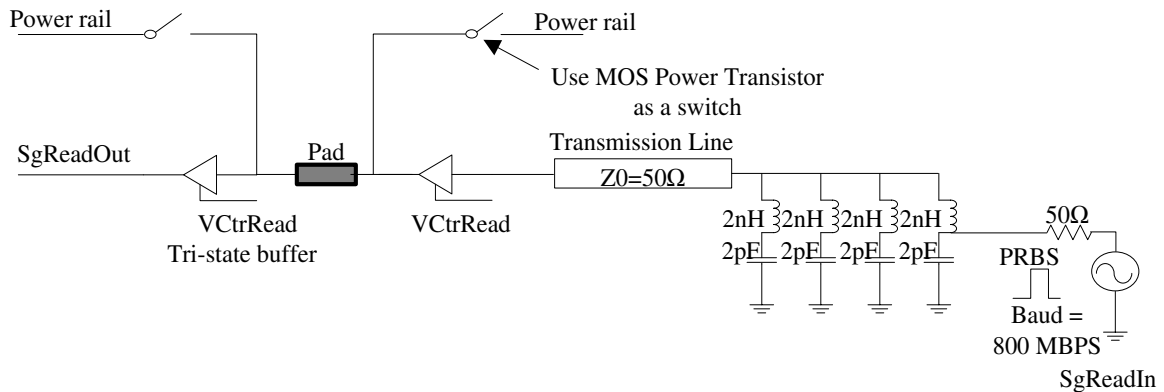 Power rail
Power rail
Use MOS Power Transistor
as a switch
SgReadOut
Pad
Transmission Line
Z0=50Ω
VCtrRead
Tri-state buffer
VCtrRead
2nH 2nH 2nH 2nH
2pF 2pF 2pF 2pF
50Ω
PRBS
Baud =
800 MBPS
SgReadIn